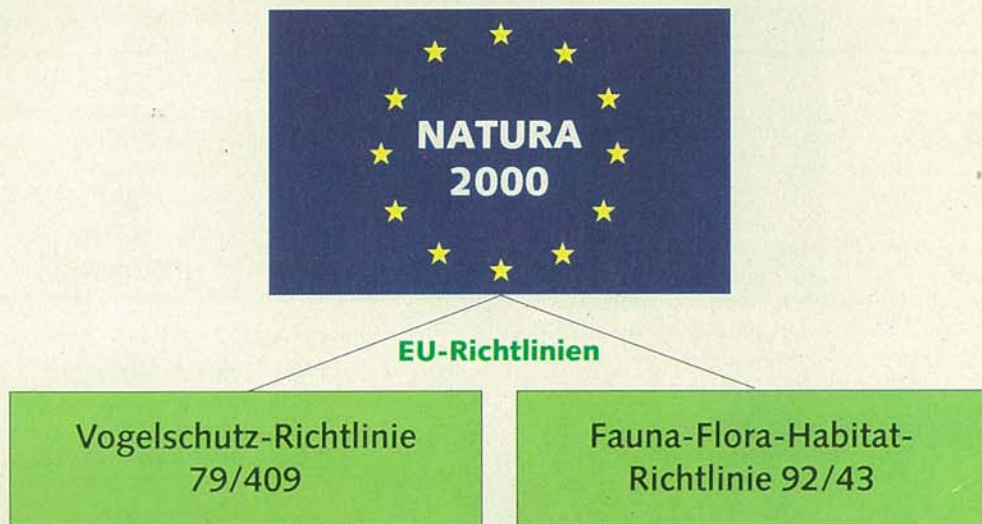 NATURA
2000
EU-Richtlinien
Vogelschutz-Richtlinie
79/409
Fauna-Flora-Habitat-
Richtlinie 92/43